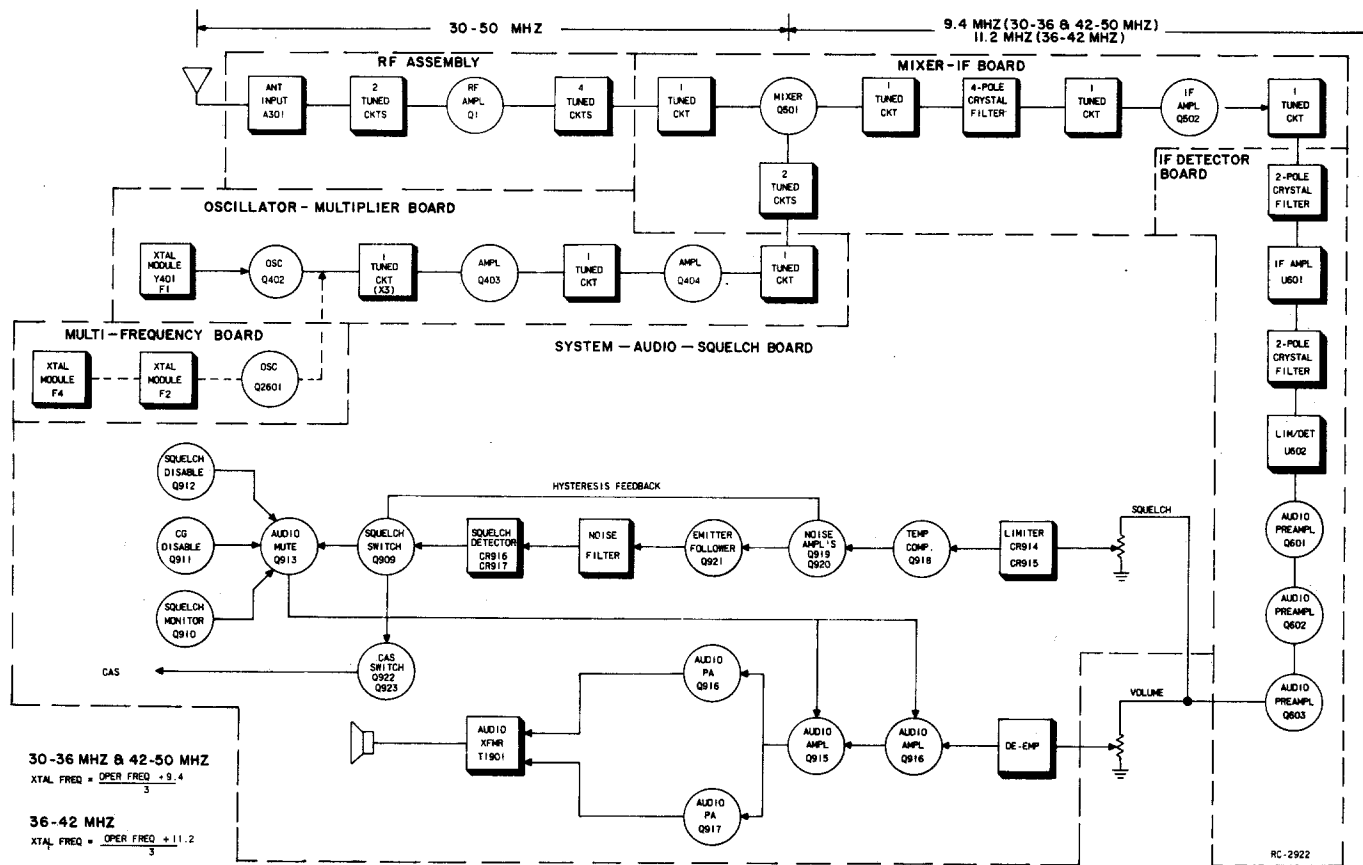 30-50 MHZ
9.4 MHZ (30-36 & 42-50 MHZ)
11.2 MHZ (36-42 MHZ)
RF ASSEMBLY
MIXER-IF BOARD
ANT
INPUT
A301
2
TUNED
CKTS
RF
AMPL
Q1
4
TUNED
CKTS
1
TUNED
CKT
MIXER
Q501
1
TUNED
CKT
4-POLE
CRYSTAL
FILTER
1
TUNED
CKT
IF
AMPL
Q502
1
TUNED
CKT
IF DETECTOR
BOARD
2
TUNED
CKTS
2-POLE
CRYSTAL
FILTER
OSCILLATOR - MULTIPLIER BOARD
XTAL
MODULE
Y401
F1
OSC
Q402
1
TUNED
CKT
(X3)
AMPL
Q403
1
TUNED
CKT
AMPL
Q404
1
TUNED
CKT
IF AMPL
U601
MULTI-FREQUENCY BOARD
SYSTEM - AUDIO - SQUELCH BOARD
XTAL
MODULE
F4
XTAL
MODULE
F2
OSC
Q2601
2-POLE
CRYSTAL
FILTER
LIM/DET
U602
SQUELCH
DISABLE
Q912
HYSTERESIS FEEDBACK
SQUELCH
CG
DISABLE
Q911
AUDIO
MUTE
Q913
SQUELCH
SWITCH
Q909
SQUELCH
DETECTOR
CR916
CR917
NOISE
FILTER
EMITTER
FOLLOWER
Q921
NOISE
AMPL'S
Q919
Q920
TEMP
COMP.
Q918
LIMITER
CR914
CR915
AUDIO
PREAMPL
Q601
SQUELCH
MONITOR
Q910
AUDIO
PREAMPL
Q602
CAS
CAS
SWITCH
Q922
Q923
AUDIO
PA
Q916
VOLUME
AUDIO
PREAMPL
Q603
AUDIO
XFMR
T1901
AUDIO
AMPL
Q915
AUDIO
AMPL
Q916
DE-EMP
AUDIO
PA
Q917
30-36 MHZ & 42-50 MHZ
XTAL FREQ = OPER FREQ +9.4
3
36-42 MHZ
XTAL FREQ = OPER FREQ +11.2
3
RC-2922